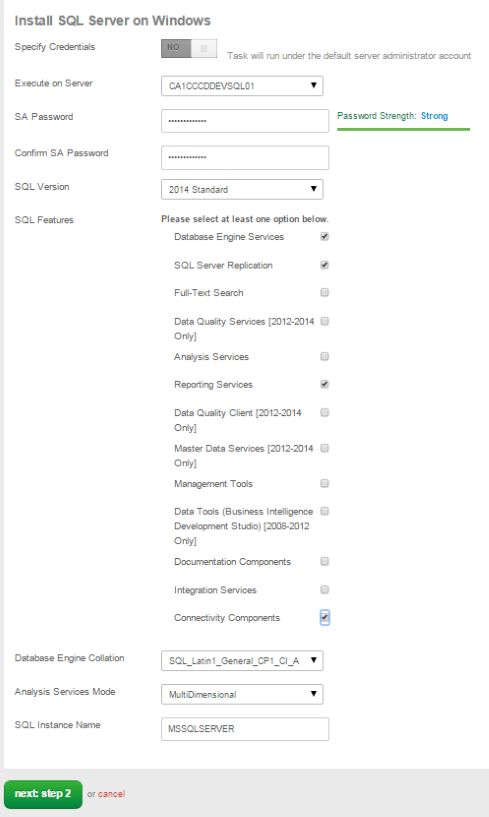 Install SQL Server on Windows
Specify Credentials
NO
Task will run under the default server administrator account
Execute on Server
CA1CCCDDEVSQL01
SA Password
•••••••••••••
Password Strength: Strong
Confirm SA Password
•••••••••••••
SQL Version
2014 Standard
SQL Features
Please select at least one option below.
Database Engine Services
SQL Server Replication
Full-Text Search
Data Quality Services [2012-2014
Only]
Analysis Services
Reporting Services
Data Quality Client [2012-2014
Only]
Master Data Services [2012-2014
Only]
Management Tools
Data Tools (Business Intelligence
Development Studio) [2008-2012
Only]
Documentation Components
Integration Services
Connectivity Components
Database Engine Collation
SQL_Latin1_General_CP1_CI_A
Analysis Services Mode
MultiDimensional
SQL Instance Name
MSSQLSERVER
next: step 2 or cancel